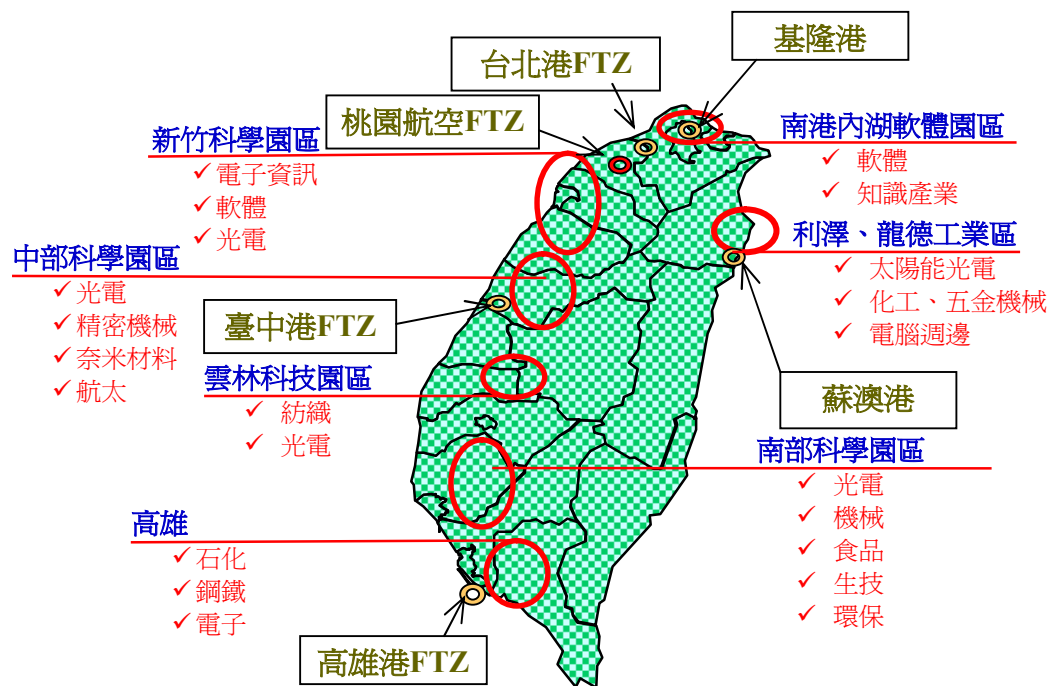 基隆港
台北港FTZ
桃園航空FTZ
新竹科學園區
✓電子資訊
✓軟體
✓光電
南港內湖軟體園區
✓ 軟體
✓ 知識產業
利澤、龍德工業區
✓ 太陽能光電
✓ 化工、五金機械
✓ 電腦週邊
中部科學園區
✓光電
✓精密機械
✓奈米材料
✓航太
臺中港FTZ
雲林科技園區
✓ 紡織
✓ 光電
蘇澳港
南部科學園區
✓ 光電
✓ 機械
✓ 食品
✓ 生技
✓ 環保
高雄
✓石化
✓鋼鐵
✓電子
高雄港FTZ